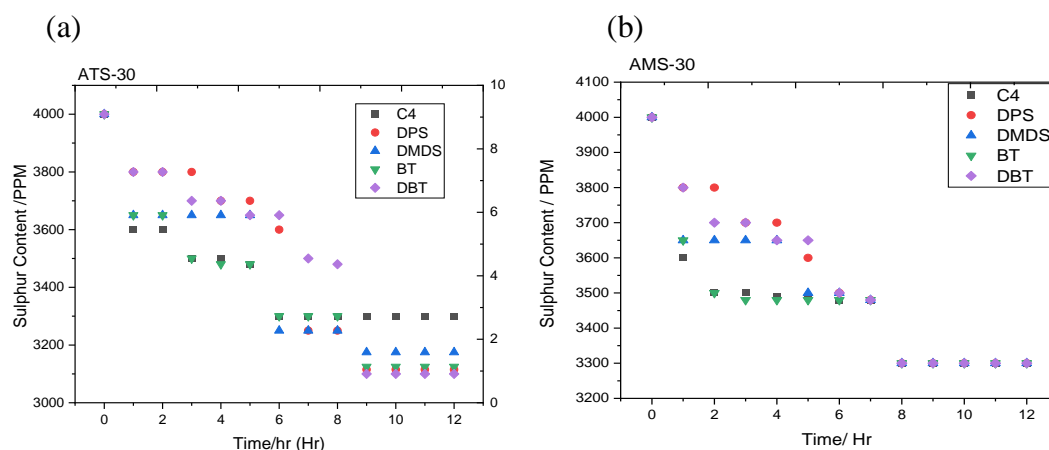 (a)
ATS-30
4000
3800
3600
3400
3200
3000
Sulphur Content /PPM
10
8
6
4
2
0
C4
DPS
DMDS
BT
DBT
0 2 4 6 8 10 12
Time/hr (Hr)
(b)
AMS-30
4100
4000
3900
3800
3700
3600
3500
3400
3300
3200
Sulphur Content / PPM
C4
DPS
DMDS
BT
DBT
0 2 4 6 8 10 12
Time/ Hr